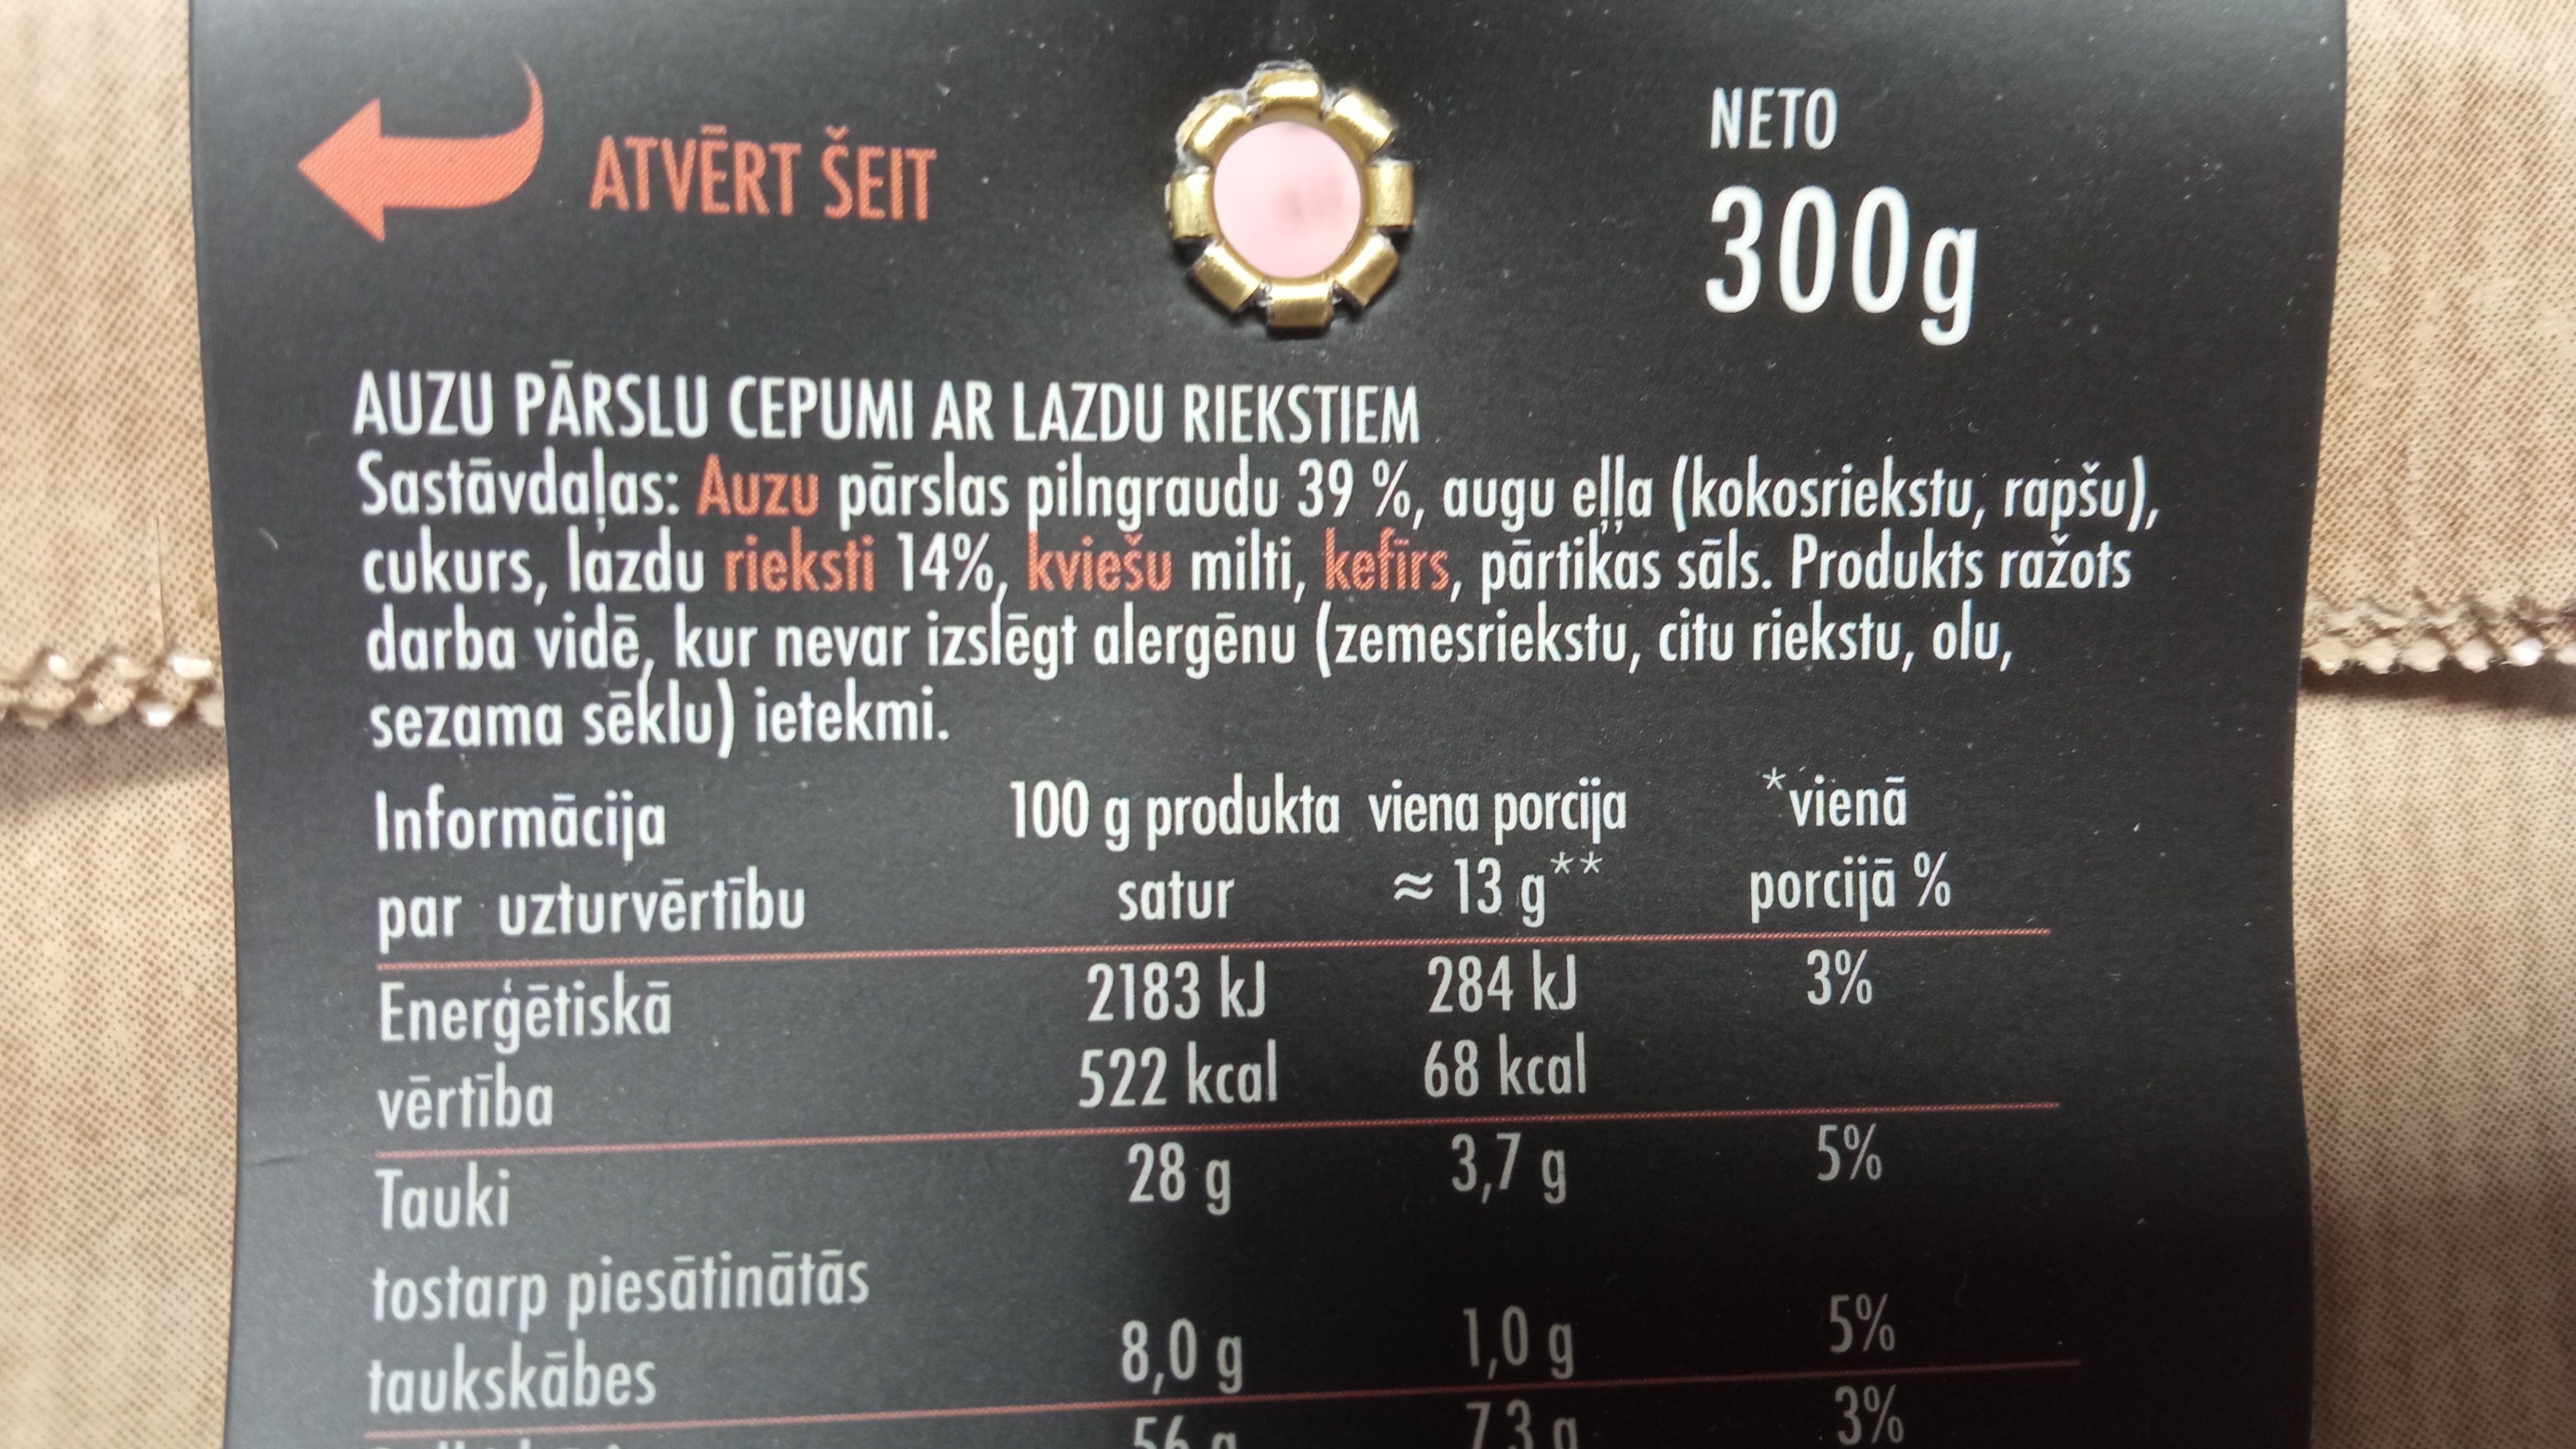 ATVĒRT ŠEIT
NETO
300g
AUZU PĀRSLU CEPUMI AR LAZDU RIEKSTIEM
Sastāvdaļas: Auzu pārslas pilngraudu 39 %, augu eļļa (kokosriekstu, rapšu),
cukurs, lazdu rieksti 14%, kviešu milti, kefīrs, pārtikas sāls. Produkts ražots
darba vidē, kur nevar izslēgt alergēnu (zemesriekstu, citu riekstu, olu,
sezama sēklu) ietekmi.
Informācija 100 g produkta viena porcija *vienā
par uzturvērtību satur ≈ 13 g** porcijā %
Enerģētiskā 2183 kJ 284 kJ 3%
vērtība 522 kcal 68 kcal
Tauki 28 g 3,7 g 5%
tostarp piesātinātās
taukskābes 8,0 g 1,0 g 5%
56 g 7,3 g 3%